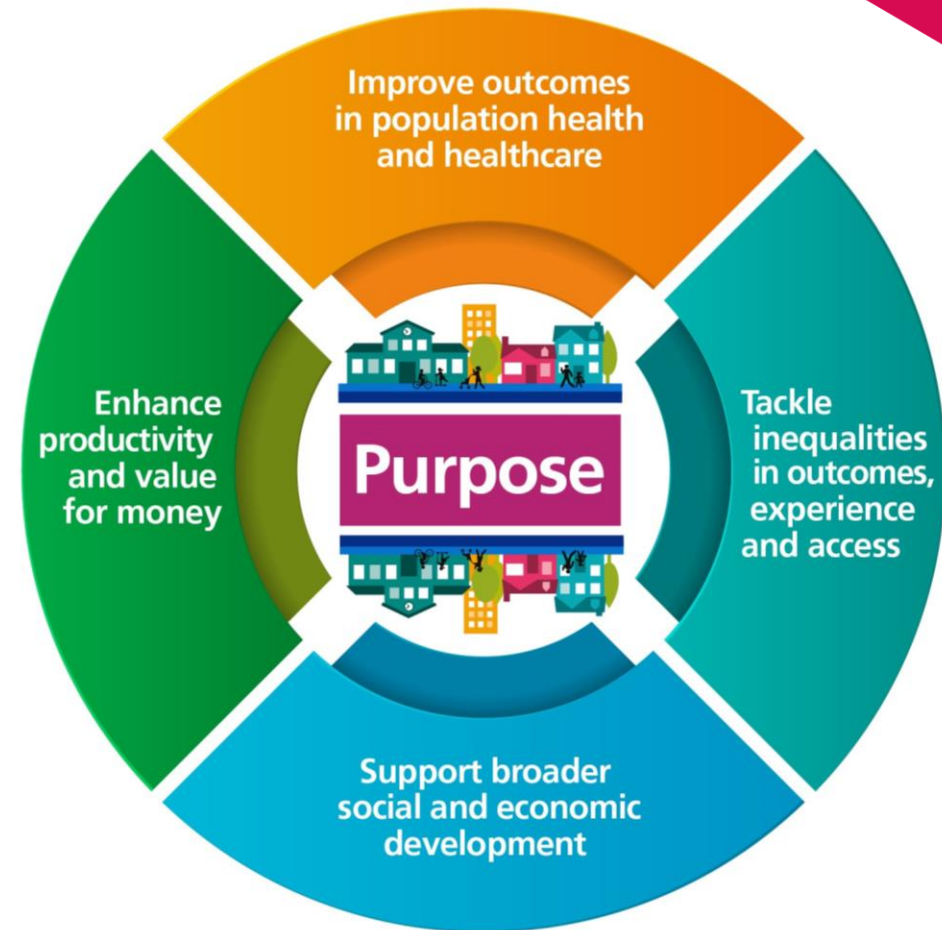 Improve outcomes
in population health
and healthcare
Enhance
productivity
and value
for money
Purpose
Tackle
inequalities
in outcomes,
experience
and access
Support broader
social and economic
development